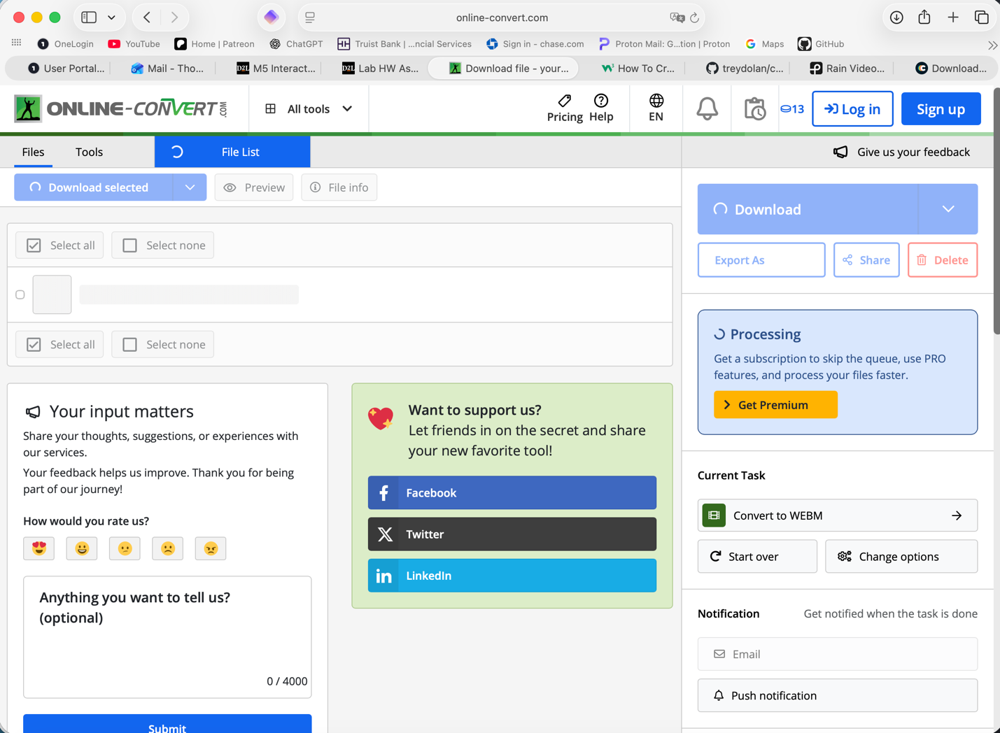 online-convert.com
OneLogin
YouTube
Home | Patreon
ChatGPT
HH
Truist Bank | ...ncial Services
Sign in - chase.com
Proton Mail: G...tion | Proton
Maps
GitHub
User Portal...
Mail - Tho...
D2L
M5 Interact...
D2L
Lab HW As...
Download file - your...
How To Cr...
treydolan/c...
Rain Video...
Download...
ONLINE-CONVERT.COM
All tools
Pricing
Help
EN
13
Log in
Sign up
Files
Tools
File List
Give us your feedback
Download selected
Preview
File info
Select all
Select none
Select all
Select none
Download
Export As
Share
Delete
Processing
Get a subscription to skip the queue, use PRO
features, and process your files faster.
Get Premium
Your input matters
Share your thoughts, suggestions, or experiences with
our services.
Your feedback helps us improve. Thank you for being
part of our journey!
How would you rate us?
Anything you want to tell us?
(optional)
0 / 4000
Submit
Want to support us?
Let friends in on the secret and share
your new favorite tool!
Facebook
Twitter
LinkedIn
Current Task
Convert to WEBM
Start over
Change options
Notification
Get notified when the task is done
Email
Push notification